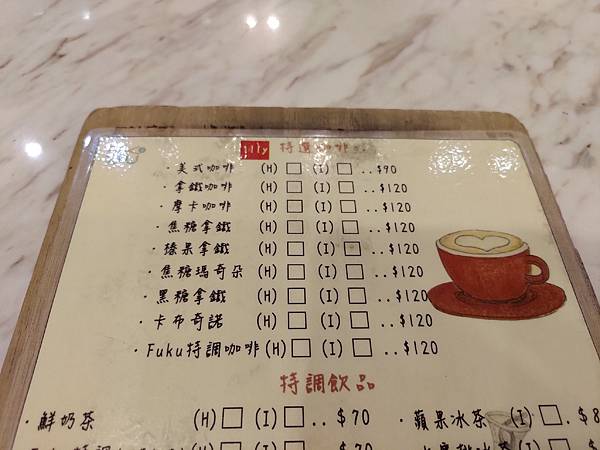 illy 特選咖啡
・美式咖啡 (H) □ (I) □ ..$90
・拿鐵咖啡 (H) □ (I) □ ..$120
・摩卡咖啡 (H) □ (I) □ ..$120
・焦糖拿鐵 (H) □ (I) □ ..$120
・榛果拿鐵 (H) □ (I) □ ..$120
・焦糖瑪奇朵 (H) □ (I) □ ..$120
・黑糖拿鐵 (H) □ (I) □ ..$120
・卡布奇諾 (H) □ (I) □ ..$120
・Fuku特調咖啡 (H) □ (I) □ ..$120
特調飲品
・鮮奶茶 (H) □ (I) □ ..$70 ・蘋果冰茶 (I) □ .$8